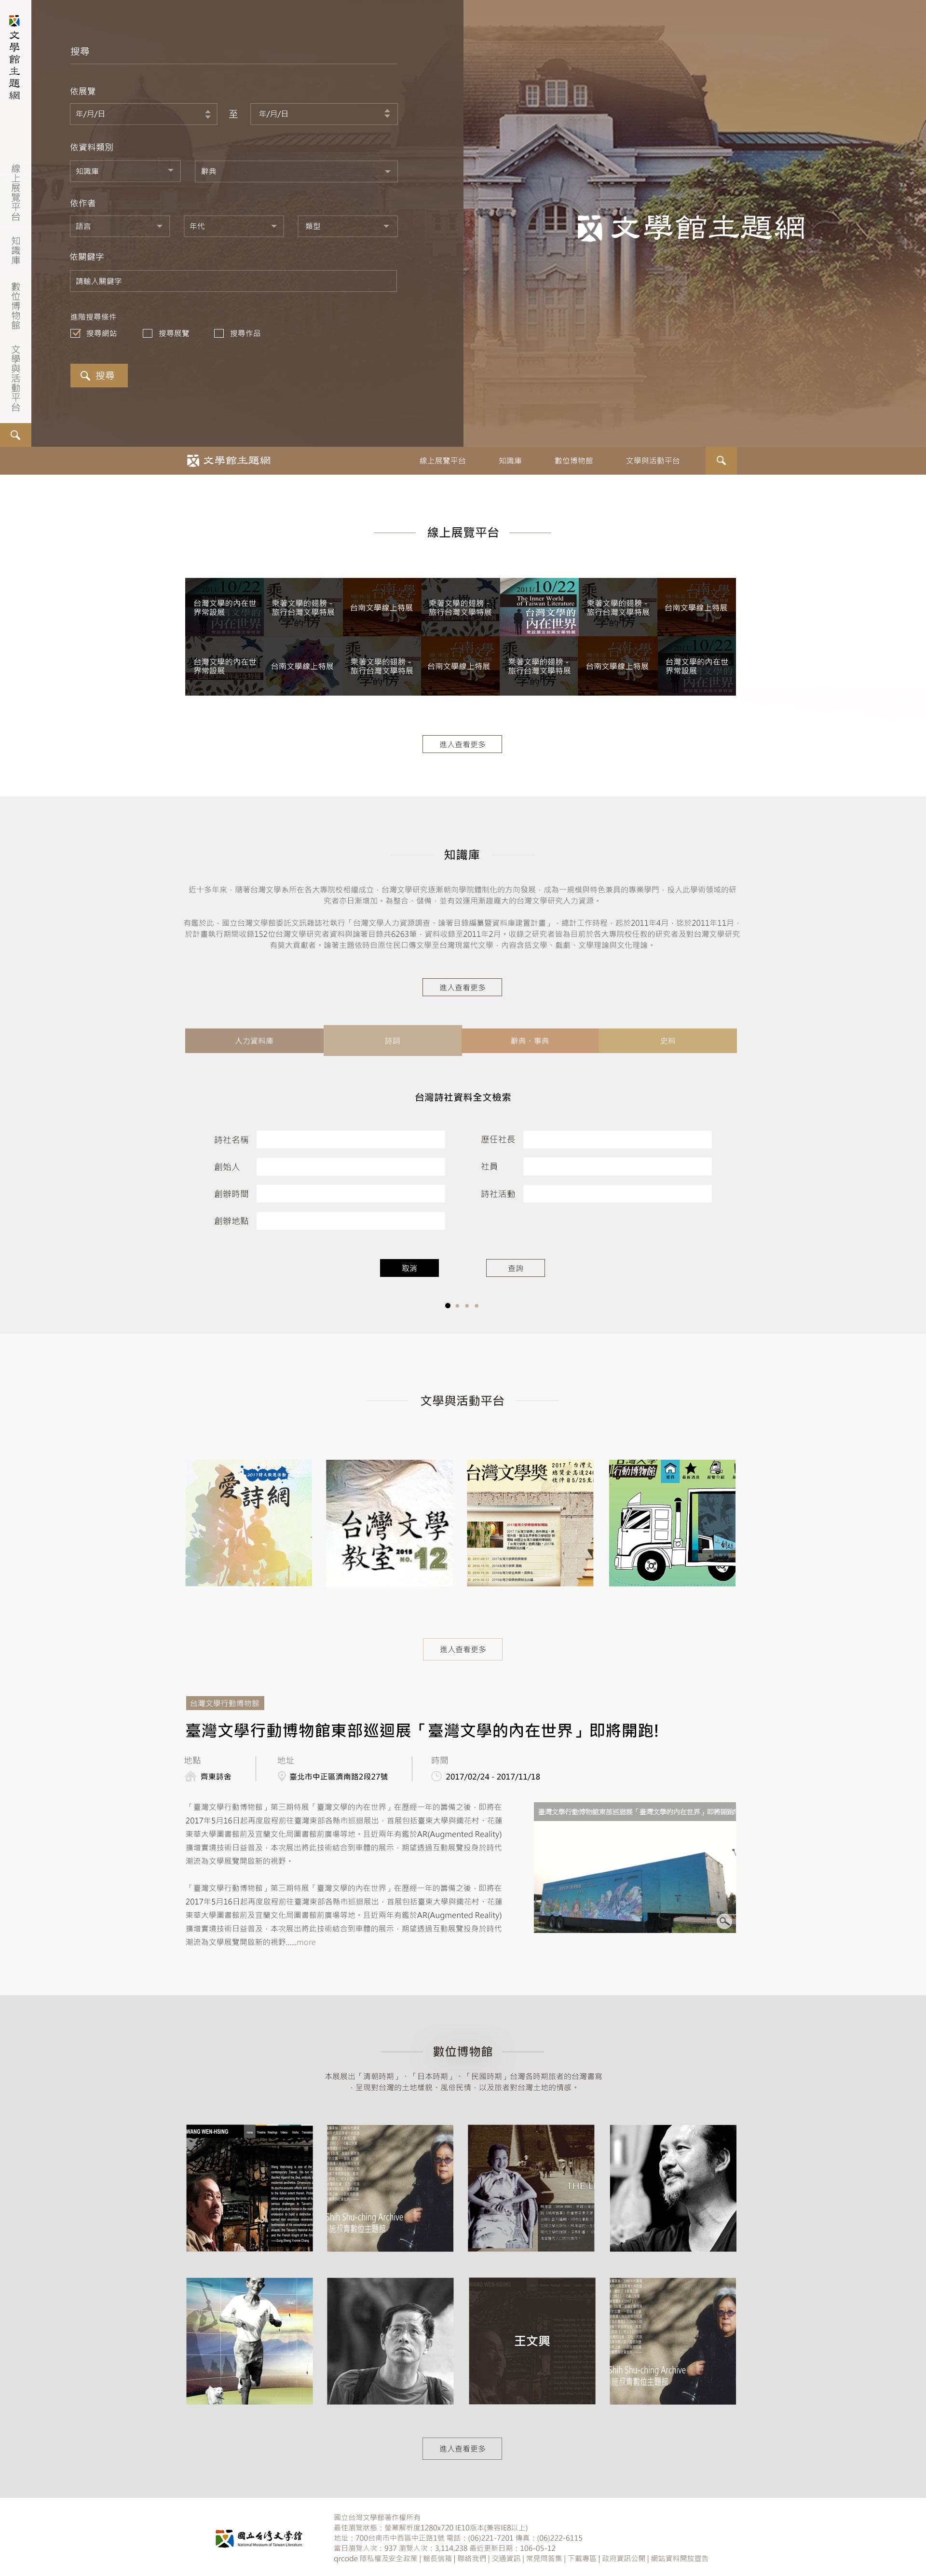 文學館主題網
線上展覽平台
知識庫
數位博物館
文學與活動平台
搜尋
依展覽
年/月/日 至 年/月/日
依資料類別
知識庫 辭典
依作者
語言 年代 類型
依關鍵字
請輸入關鍵字
進階搜尋條件
搜尋網站 搜尋展覽 搜尋作品
搜尋
文學館主題網
文學館主題網 線上展覽平台 知識庫 數位博物館 文學與活動平台
線上展覽平台
台灣文學的內在世界常設展
乘著文學的翅膀 - 旅行台灣文學特展
台南文學線上特展
乘著文學的翅膀 - 旅行台灣文學特展
2011/ 10/22
The Inner World
of Taiwan Literature
台灣文學的
內在世界
乘著文學的翅膀 - 旅行台灣文學特展
台南文學線上特展
台灣文學的內在世界常設展
台南文學線上特展
乘著文學的翅膀 - 旅行台灣文學特展
台南文學線上特展
乘著文學的翅膀 - 旅行台灣文學特展
台南文學線上特展
台灣文學的內在世界常設展
進入查看更多
知識庫
近十多年來，隨著台灣文學系所在各大專院校相繼成立，台灣文學研究逐漸朝向學院體制化的方向發展，成為一規模與特色兼具的專業學門，投入此學術領域的研
究者亦日漸增加。為整合、儲備，並有效運用漸趨龐大的台灣文學研究人力資源。
有鑑於此，國立台灣文學館委託文訊雜誌社執行「台灣文學人力資源調查、論著目錄編纂暨資料庫建置計畫」，總計工作時程，起於2011年4月，訖於2011年11月，
於計畫執行期間收錄152位台灣文學研究者資料與論著目錄共6263筆，資料收錄至2011年2月。收錄之研究者皆為目前於各大專院校任教的研究者及對台灣文學研究
有莫大貢獻者。論著主題依時自原住民口傳文學至台灣現當代文學，內容含括文學、戲劇、文學理論與文化理論。
進入查看更多
人力資料庫 詩詞 辭典、事典 史料
台灣詩社資料全文檢索
詩社名稱 歷任社長
創始人 社員
創辦時間 詩社活動
創辦地點
取消 查詢
文學與活動平台
愛詩網
台灣文學
教室 2018 NO.12
台灣文學獎
行動博物館
進入查看更多
台灣文學行動博物館
臺灣文學行動博物館東部巡迴展「臺灣文學的內在世界」即將開跑!
地點 地址 時間
齊東詩舍 臺北市中正區濟南路2段27號 2017/02/24 - 2017/11/18
「臺灣文學行動博物館」第三期特展「臺灣文學的內在世界」在歷經一年的籌備之後，即將在
2017年5月16日起再度啟程前往臺灣東部各縣市巡迴展出，首展包括臺東大學與鐵花村、花蓮
東華大學圖書館前及宜蘭文化局圖書館前廣場等地。且近兩年有鑑於AR(Augmented Reality)
擴增實境技術日益普及，本次展出將此技術結合到車體的展示，期望透過互動展覽投身於時代
潮流為文學展覽開啟新的視野。
「臺灣文學行動博物館」第三期特展「臺灣文學的內在世界」在歷經一年的籌備之後，即將在
2017年5月16日起再度啟程前往臺灣東部各縣市巡迴展出，首展包括臺東大學與鐵花村、花蓮
東華大學圖書館前及宜蘭文化局圖書館前廣場等地。且近兩年有鑑於AR(Augmented Reality)
擴增實境技術日益普及，本次展出將此技術結合到車體的展示，期望透過互動展覽投身於時代
潮流為文學展覽開啟新的視野......more
臺灣文學行動博物館東部巡迴展「臺灣文學的內在世界」即將開跑
數位博物館
本展展出「清朝時期」、「日本時期」、「民國時期」台灣各時期旅者的台灣書寫
，呈現對台灣的土地樣貌、風俗民情，以及旅者對台灣土地的情感。
WANG WEN-HSING
Shih Shu-ching Archive
施叔青數位主題館
THE L
王文興
Shih Shu-ching Archive
施叔青數位主題館
進入查看更多
國立台灣文學館
National Museum of Taiwan Literature
國立台灣文學館著作權所有
最佳瀏覽狀態：螢幕解析度1280x720 IE10版本(兼容IE8以上)
地址：700台南市中西區中正路1號 電話：(06)221-7201 傳真：(06)222-6115
當日瀏覽人次：937 瀏覽人次：3,114,238 最近更新日期：106-05-12
qrcode 隱私權及安全政策 | 館長信箱 | 聯絡我們 | 交通資訊 | 常見問答集 | 下載專區 | 政府資訊公開 | 網站資料開放宣告